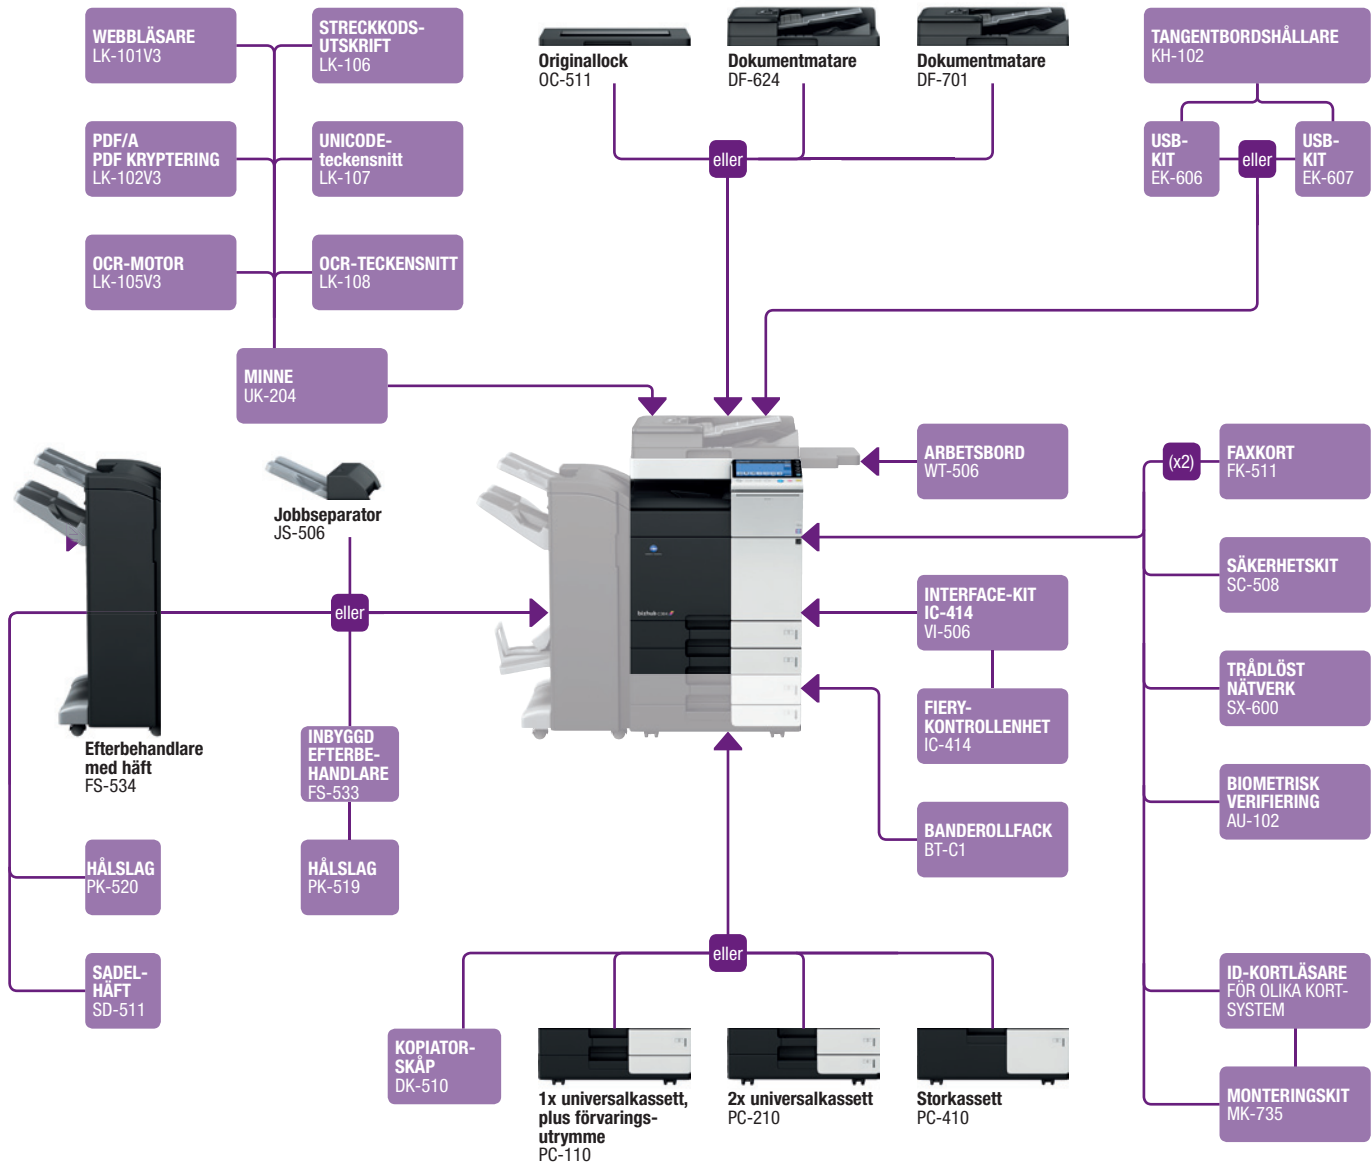 WEBBLÄSARE
LK-101V3
STRECKKODS-
UTSKRIFT
LK-106
PDF/A
PDF KRYPTERING
LK-102V3
UNICODE-
teckensnitt
LK-107
OCR-MOTOR
LK-105V3
OCR-TECKENSNITT
LK-108
MINNE
UK-204
Originallock
OC-511
Dokumentmatare
DF-624
Dokumentmatare
DF-701
eller
TANGENTBORDSHÅLLARE
KH-102
USB-
KIT
EK-606
eller
USB-
KIT
EK-607
Efterbehandlare
med häft
FS-534
Jobbseparator
JS-506
eller
INBYGGD
EFTERBE-
HANDLARE
FS-533
HÅLSLAG
PK-519
HÅLSLAG
PK-520
SADEL-
HÄFT
SD-511
bizhub
ARBETSBORD
WT-506
INTERFACE-KIT
IC-414
VI-506
FIERY-
KONTROLLENHET
IC-414
BANDEROLLFACK
BT-C1
(x2)
FAXKORT
FK-511
SÄKERHETSKIT
SC-508
TRÅDLÖST
NÄTVERK
SX-600
BIOMETRISK
VERIFIERING
AU-102
ID-KORTLÄSARE
FÖR OLIKA KORT-
SYSTEM
MONTERINGSKIT
MK-735
eller
KOPIATOR-
SKÅP
DK-510
1x universalkassett,
plus förvarings-
utrymme
PC-110
2x universalkassett
PC-210
Storkassett
PC-410